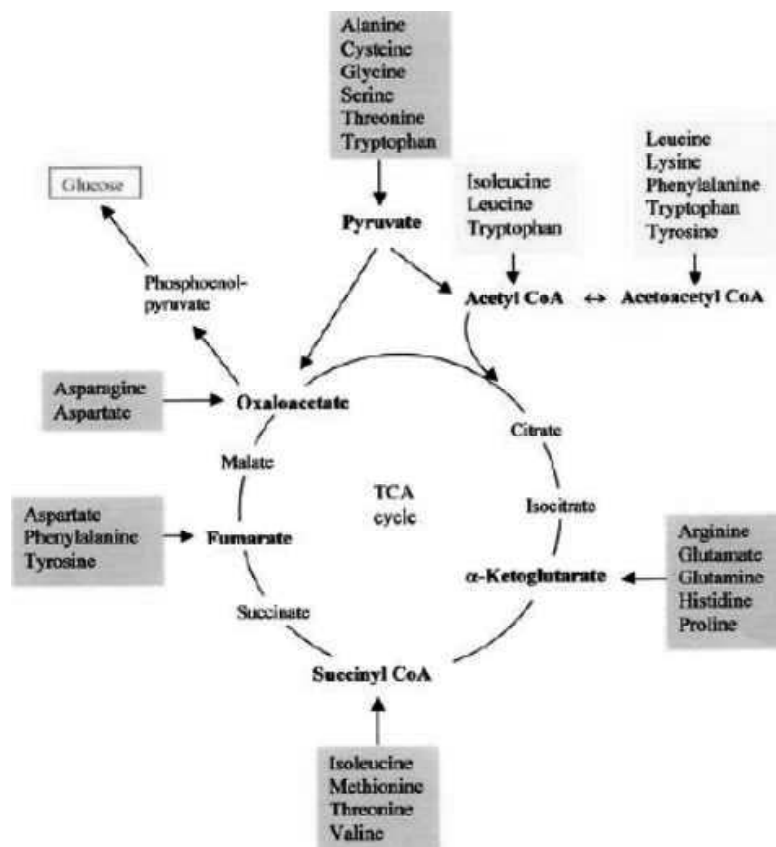 Alanine
Cysteine
Glycine
Serine
Threonine
Tryptophan
Leucine
Lysine
Phenylalanine
Tryptophan
Tyrosine
Isoleucine
Leucine
Tryptophan
Glucose
Pyruvate
Phosphoenol-
pyruvate
Acetyl CoA ↔ Acetoacetyl CoA
Asparagine
Aspartate
Oxaloacetate
Citrate
Malate
TCA
cycle
Isocitrate
Aspartate
Phenylalanine
Tyrosine
Fumarate
Arginine
Glutamate
Glutamine
Histidine
Proline
α-Ketoglutarate
Succinate
Succinyl CoA
Isoleucine
Methionine
Threonine
Valine